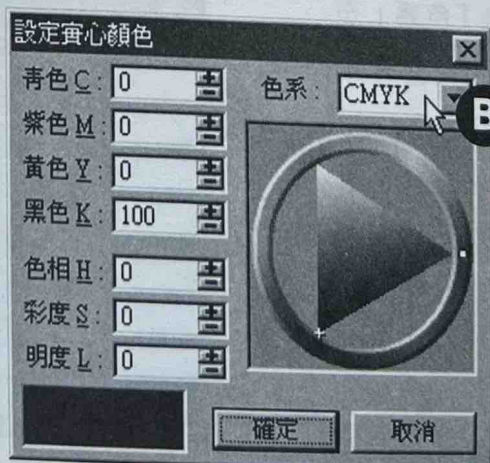 設定實心顏色
青色 C : 0
紫色 M : 0
黃色 Y : 0
黑色 K : 100
色相 H : 0
彩度 S : 0
明度 L : 0
色系 : CMYK
B
確定
取消